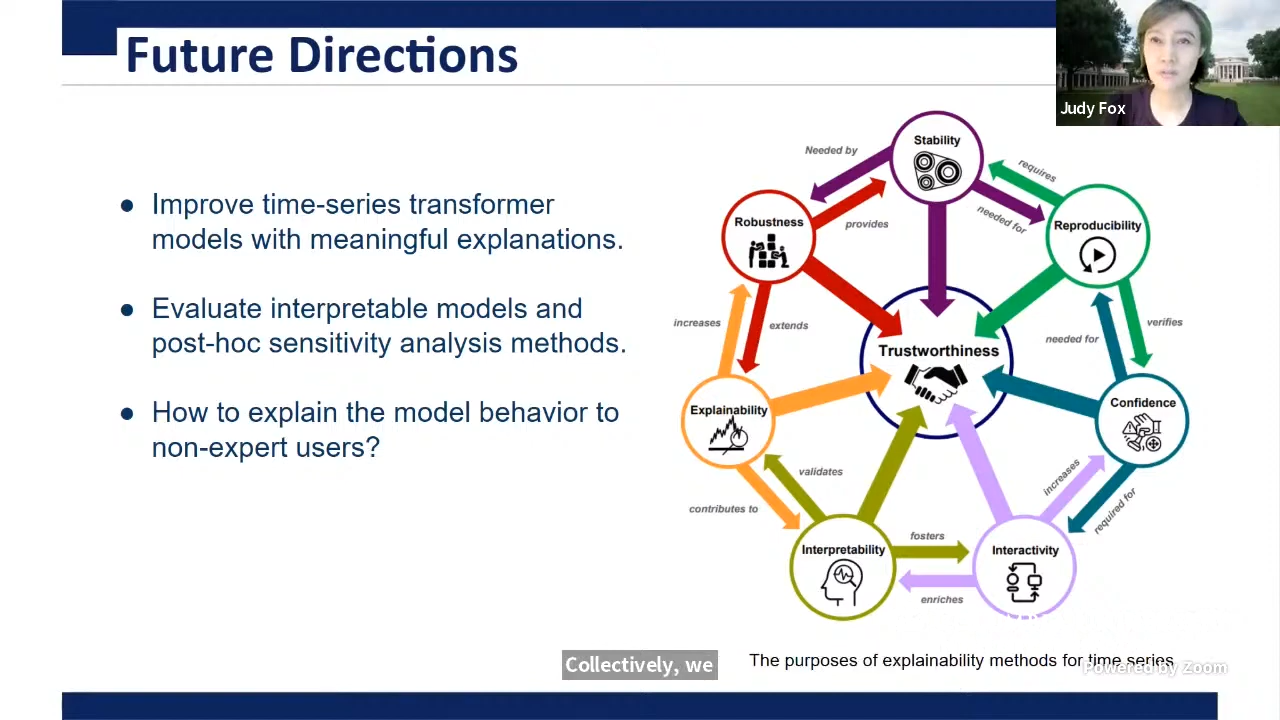 Future Directions
Judy Fox
Improve time-series transformer
models with meaningful explanations.
Evaluate interpretable models and
post-hoc sensitivity analysis methods.
How to explain the model behavior to
non-expert users?
Stability
Needed by
requires
Robustness
provides
needed for
Reproducibility
increases
extends
needed for
verifies
Trustworthiness
Explainability
Confidence
validates
increases
contributes to
required for
Interpretability
fosters
Interactivity
enriches
Collectively, we
The purposes of explainability methods for time series
Powered by Zoom